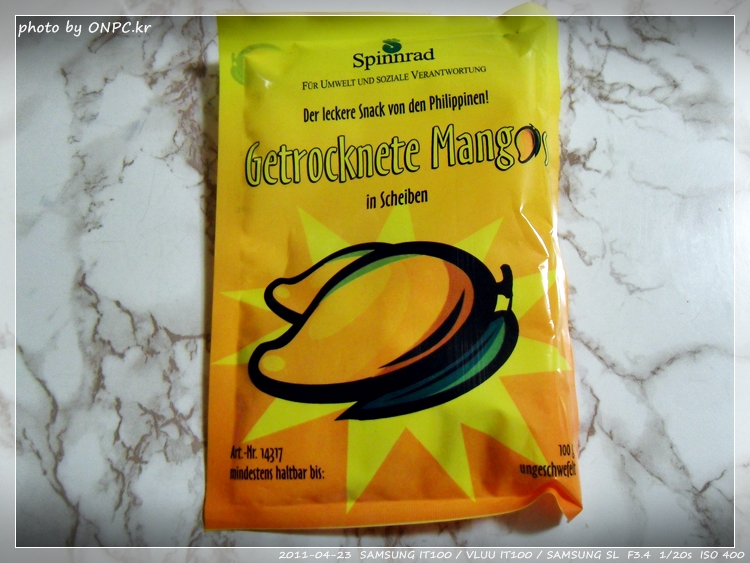 photo by ONPC.kr
Spinnrad
FÜR UMWELT UND SOZIALE VERANTWORTUNG
Der leckere Snack von den Philippinen!
Getrocknete Mangos
in Scheiben
Art.-Nr. 14317
mindestens haltbar bis:
100
ungeschwefelt
2011-04-23 SAMSUNG IT100 / VLUU IT100 / SAMSUNG SL F3.4 1/20s ISO 400